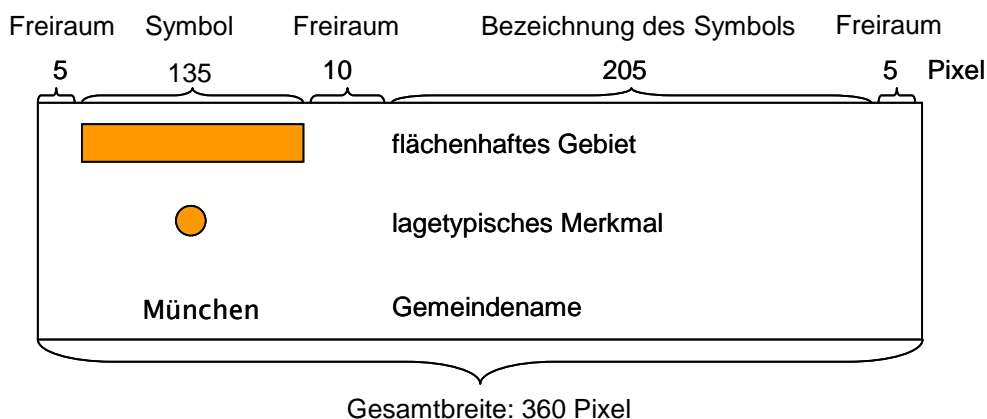 Freiraum Symbol Freiraum Bezeichnung des Symbols Freiraum
5 135 10 205 5 Pixel
flächenhaftes Gebiet
lagetypisches Merkmal
München Gemeindename
Gesamtbreite: 360 Pixel